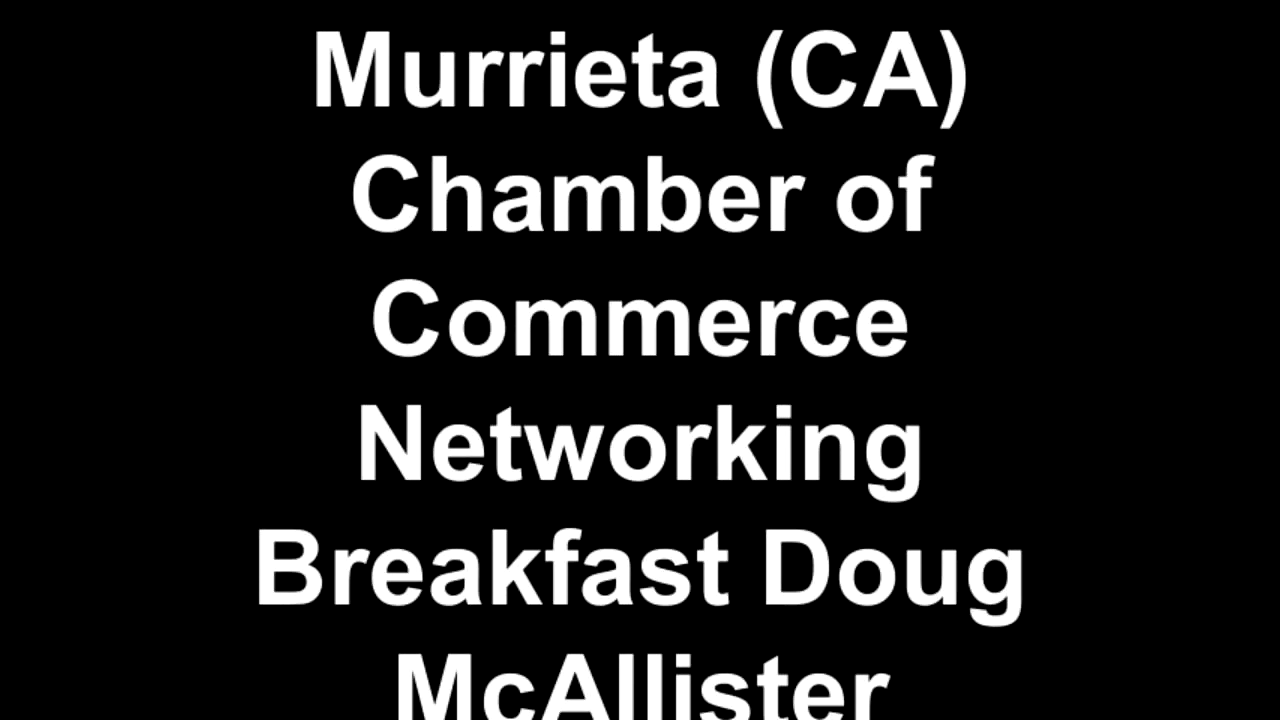 Murrieta (CA)
Chamber of
Commerce
Networking
Breakfast Doug
McAllister